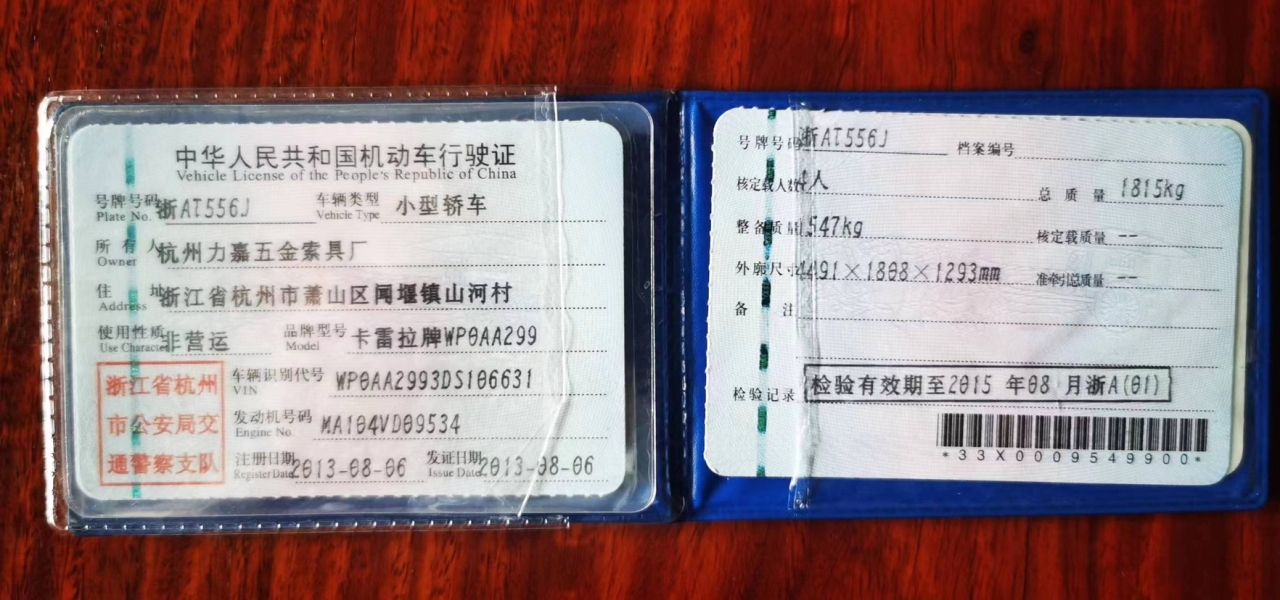 中华人民共和国机动车行驶证
Vehicle License of the People's Republic of China
号牌号码 浙AT556J 车辆类型 小型轿车
Plate No. Vehicle Type
所有人 杭州力嘉五金索具厂
Owner
住址 浙江省杭州市萧山区闻堰镇山河村
Address
使用性质 非营运 品牌型号 卡雷拉牌WP0AA299
Use Character Model
浙江省杭州
市公安局交
通警察支队
车辆识别代号 WP0AA2993DS106631
VIN
发动机号码 MA104VD09534
Engine No.
注册日期 2013-08-06 发证日期 2013-08-06
Register Date Issue Date
号牌号码 浙AT556J 档案编号
核定载人数 4人 总质量 1815kg
整备质量 1547kg 核定载质量 --
外廓尺寸 4491×1808×1293mm 准牵引总质量 --
备注
检验记录 检验有效期至2015 年08 月浙A(01)
*33X0009549900*